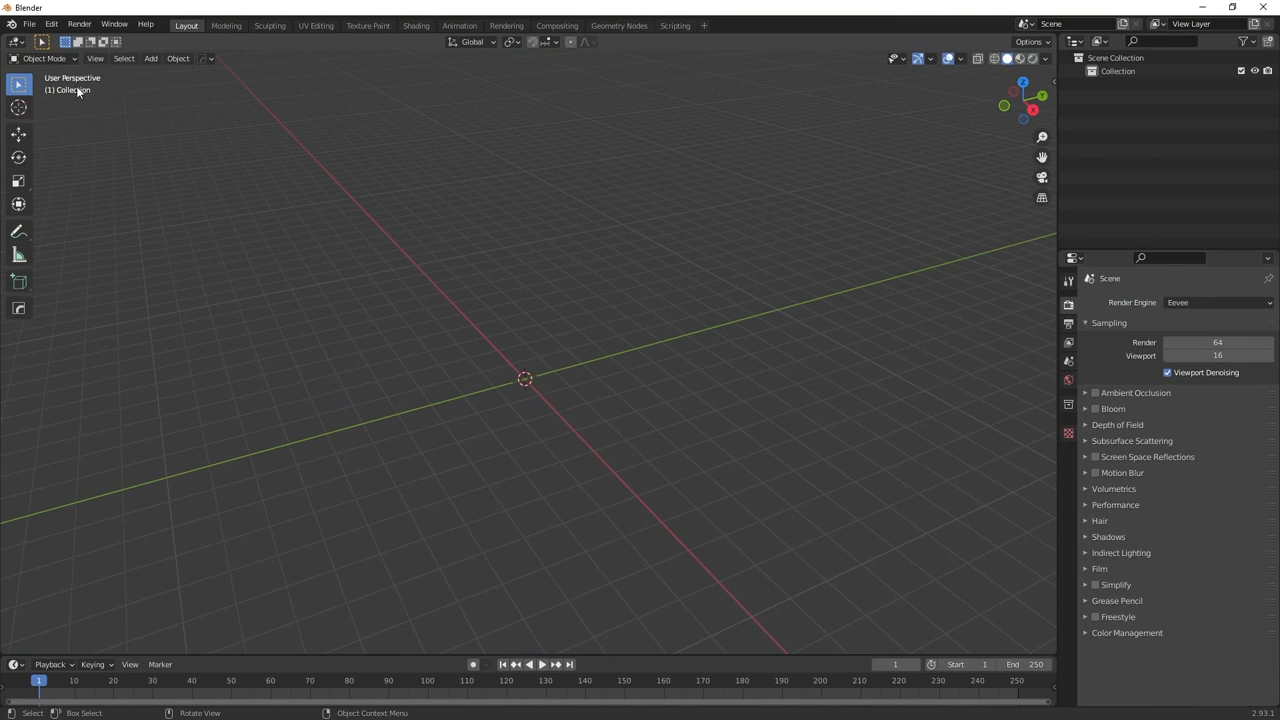 Blender
File Edit Render Window Help Layout Modeling Sculpting UV Editing Texture Paint Shading Animation Rendering Compositing Geometry Nodes Scripting + Scene View Layer
Global Options
Object Mode View Select Add Object
Scene Collection
Collection
User Perspective
(1) Collection
Z
Y
X
Scene
Render Engine Eevee
Sampling
Render 64
Viewport 16
Viewport Denoising
Ambient Occlusion
Bloom
Depth of Field
Subsurface Scattering
Screen Space Reflections
Motion Blur
Volumetrics
Performance
Hair
Shadows
Indirect Lighting
Film
Simplify
Grease Pencil
Freestyle
Color Management
Playback Keying View Marker 1 Start 1 End 250
1 10 20 30 40 50 60 70 80 90 100 110 120 130 140 150 160 170 180 190 200 210 220 230 240 250
Select Box Select Rotate View Object Context Menu 2.93.1